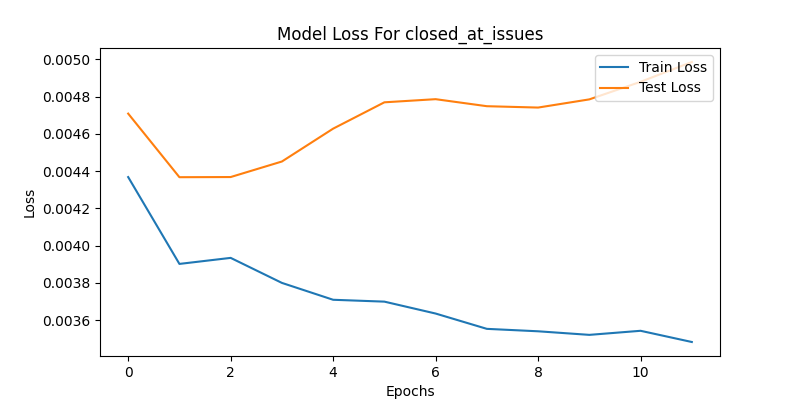 Model Loss For closed_at_issues
Train Loss
Test Loss
Loss
0.0050
0.0048
0.0046
0.0044
0.0042
0.0040
0.0038
0.0036
0 2 4 6 8 10
Epochs